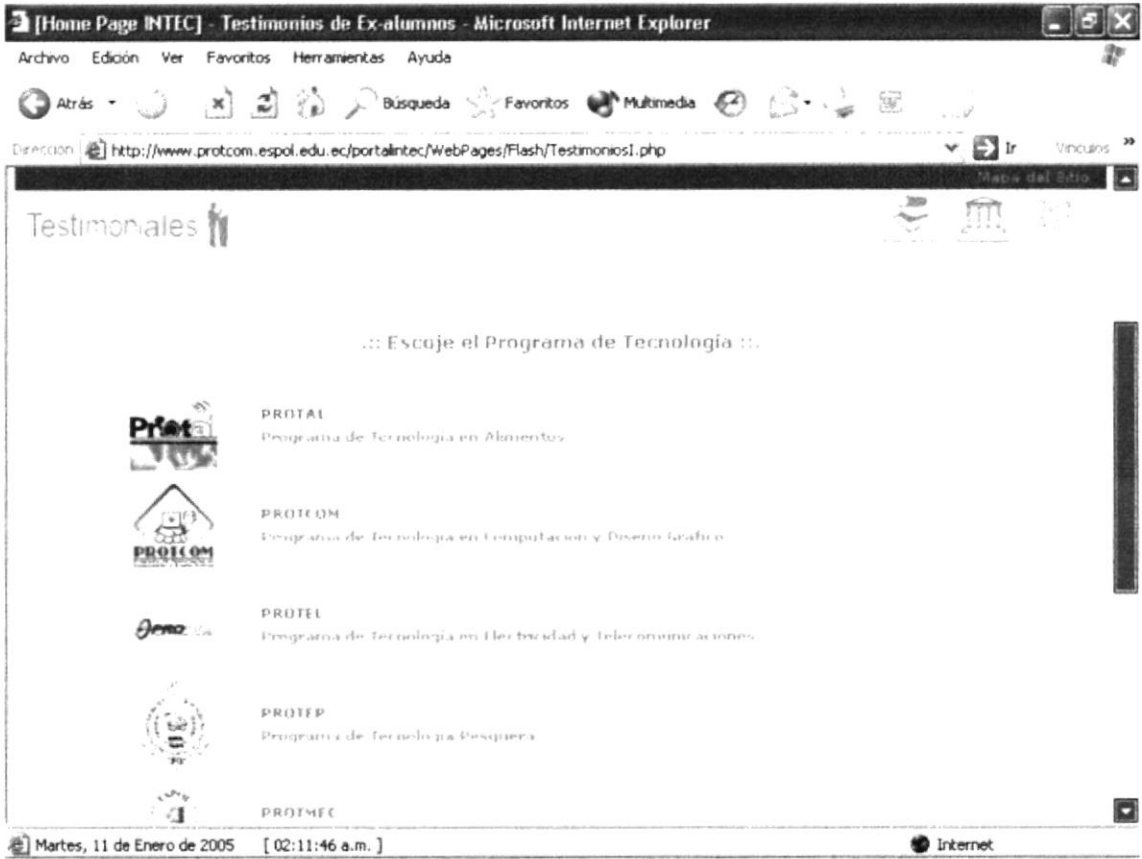 [Home Page INTEC] - Testimonios de Ex-alumnos - Microsoft Internet Explorer
Archivo Edición Ver Favoritos Herramientas Ayuda
Atrás Búsqueda Favoritos Multimedia
Dirección http://www.protcom.espol.edu.ec/portalintec/WebPages/Flash/TestimoniosI.php Ir Vínculos »
Mapa del Sitio
Testimoniales
.:: Escoje el Programa de Tecnología ::.
PROTAL
Programa de Tecnología en Alimentos
PROTCOM
Programa de Tecnología en Computación y Diseño Gráfico
PROTCOM
PROTEL
Programa de Tecnología en Electricidad y Telecomunicaciones
PROTEP
Programa de Tecnología Pesquera
PROTMEC
Martes, 11 de Enero de 2005 [ 02:11:46 a.m. ] Internet